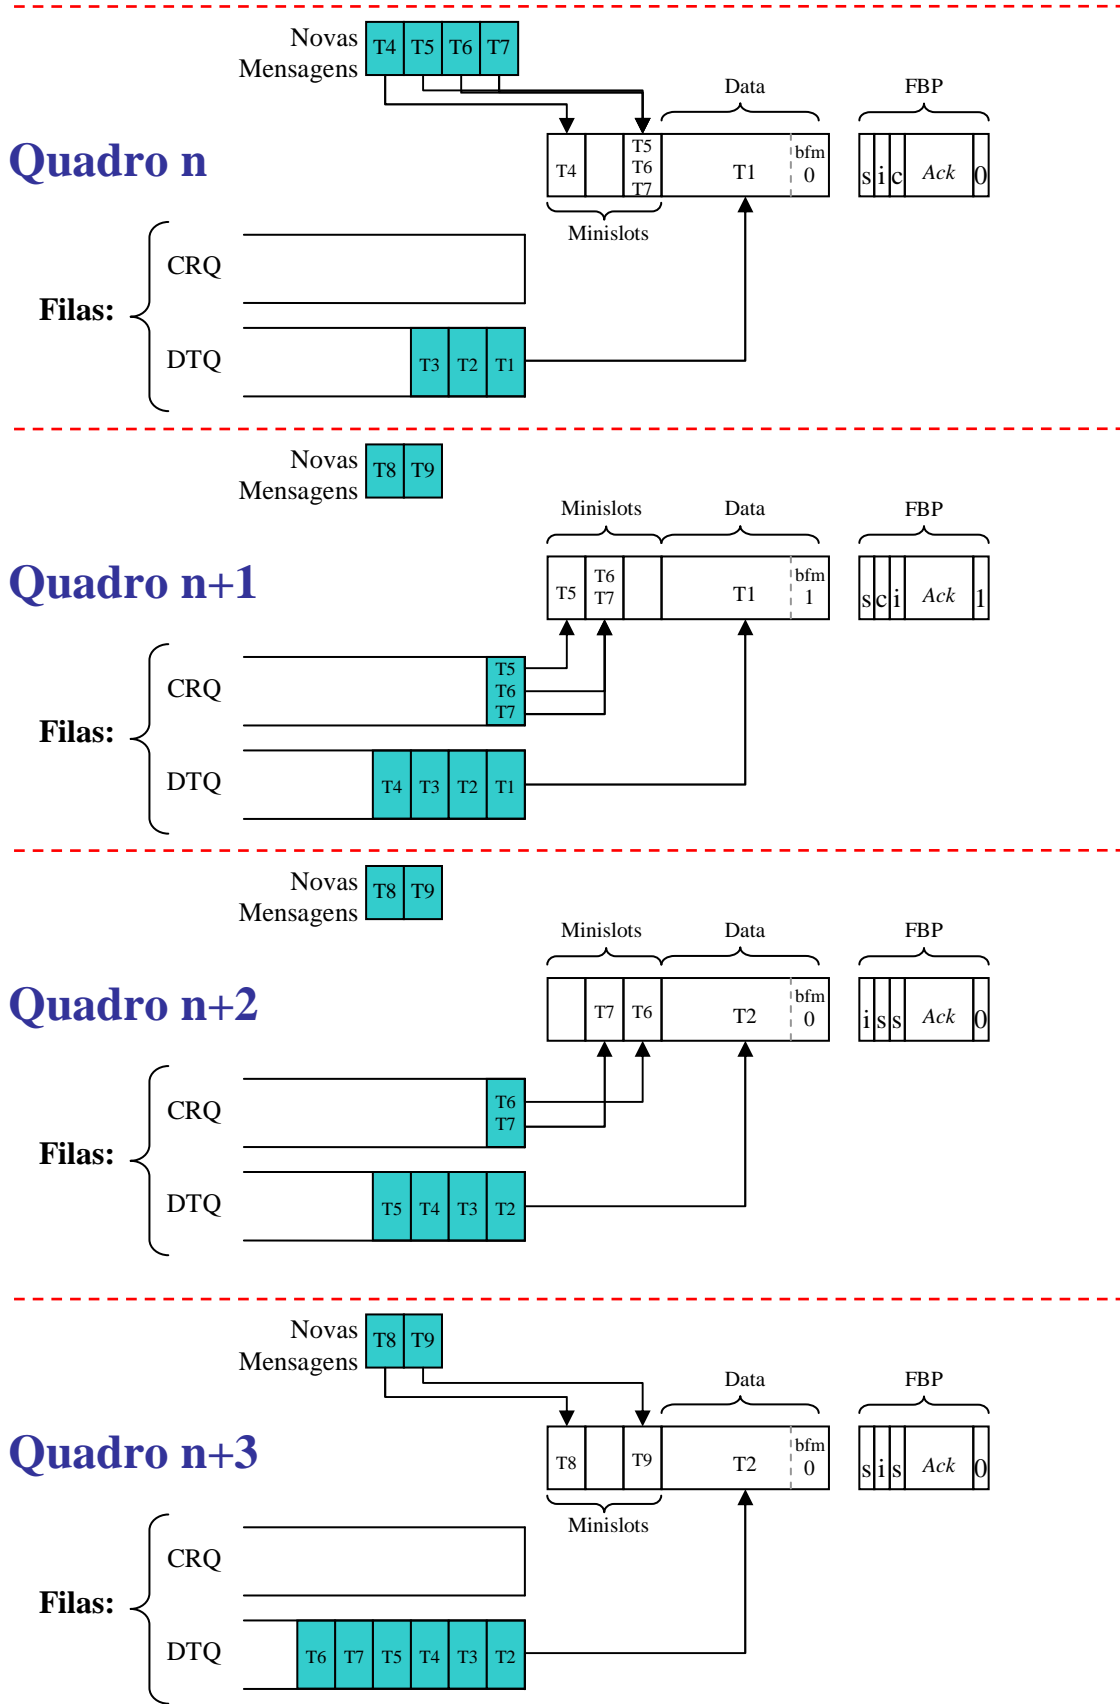 Novas
Mensagens
T4 T5 T6 T7
Data
FBP
Quadro n
T4
T5
T6
T7
T1
bfm
0
s i c Ack 0
Minislots
Filas:
CRQ
DTQ
T3 T2 T1
Novas
Mensagens
T8 T9
Minislots
Data
FBP
Quadro n+1
T5
T6
T7
T1
bfm
1
s c i Ack 1
Filas:
CRQ
T5
T6
T7
DTQ
T4 T3 T2 T1
Novas
Mensagens
T8 T9
Minislots
Data
FBP
Quadro n+2
T7
T6
T2
bfm
0
i s s Ack 0
Filas:
CRQ
T6
T7
DTQ
T5 T4 T3 T2
Novas
Mensagens
T8 T9
Data
FBP
Quadro n+3
T8
T9
T2
bfm
0
s i s Ack 0
Minislots
Filas:
CRQ
DTQ
T6 T7 T5 T4 T3 T2